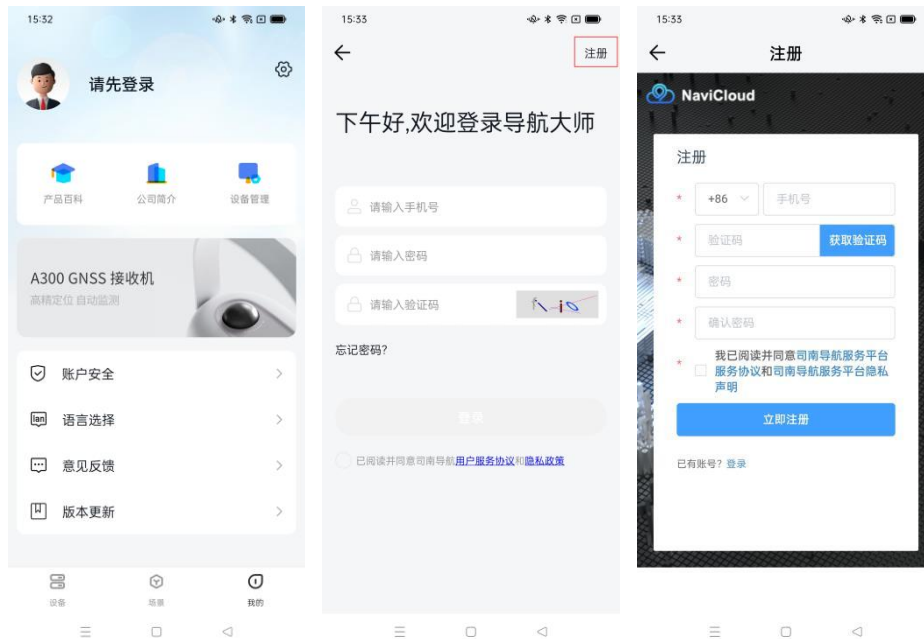 15:32
请先登录
产品百科
公司简介
设备管理
A300 GNSS 接收机
高精定位 自动监测
账户安全
lan
语言选择
意见反馈
版本更新
设备
场景
我的
15:33
注册
下午好,欢迎登录导航大师
请输入手机号
请输入密码
请输入验证码
忘记密码?
登录
已阅读并同意司南导航用户服务协议和隐私政策
15:33
注册
NaviCloud
注册
* +86 手机号
* 验证码 获取验证码
* 密码
* 确认密码
* 我已阅读并同意司南导航服务平台
服务协议和司南导航服务平台隐私
声明
立即注册
已有账号? 登录